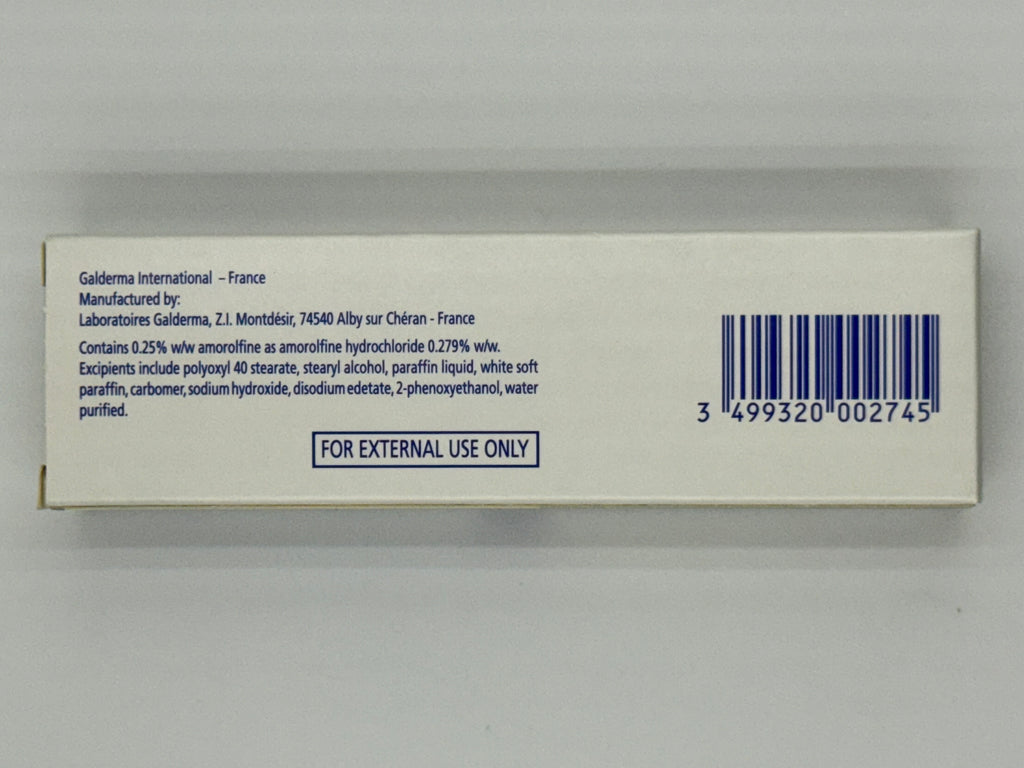 Galderma International – France
Manufactured by:
Laboratoires Galderma, Z.I. Montdésir, 74540 Alby sur Chéran - France
Contains 0.25% w/w amorolfine as amorolfine hydrochloride 0.279% w/w.
Excipients include polyoxyl 40 stearate, stearyl alcohol, paraffin liquid, white soft
paraffin, carbomer, sodium hydroxide, disodium edetate, 2-phenoxyethanol, water
purified.
FOR EXTERNAL USE ONLY
3 499320 002745